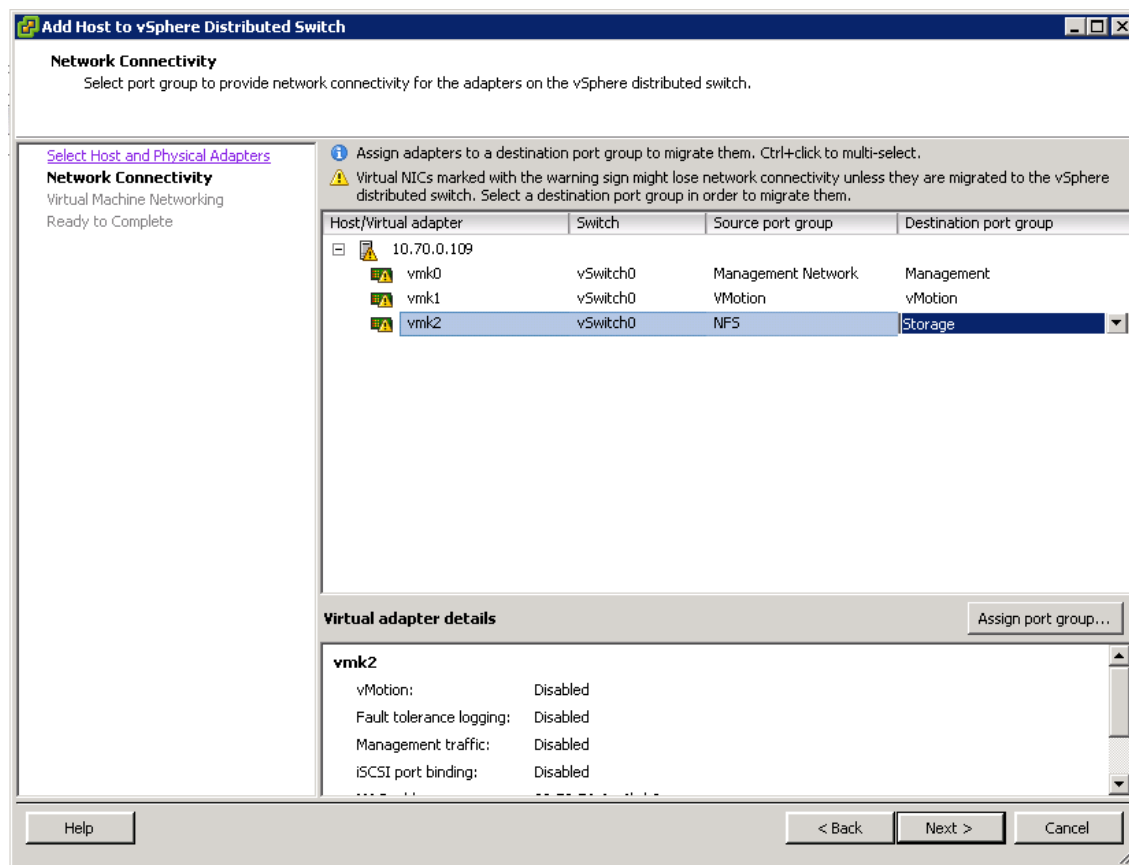 Add Host to vSphere Distributed Switch
Network Connectivity
Select port group to provide network connectivity for the adapters on the vSphere distributed switch.
Select Host and Physical Adapters
Network Connectivity
Virtual Machine Networking
Ready to Complete
Assign adapters to a destination port group to migrate them. Ctrl+click to multi-select.
Virtual NICs marked with the warning sign might lose network connectivity unless they are migrated to the vSphere
distributed switch. Select a destination port group in order to migrate them.
Host/Virtual adapter Switch Source port group Destination port group
10.70.0.109
vmk0 vSwitch0 Management Network Management
vmk1 vSwitch0 VMotion vMotion
vmk2 vSwitch0 NFS Storage
Virtual adapter details
Assign port group...
vmk2
vMotion: Disabled
Fault tolerance logging: Disabled
Management traffic: Disabled
iSCSI port binding: Disabled
Help < Back Next > Cancel